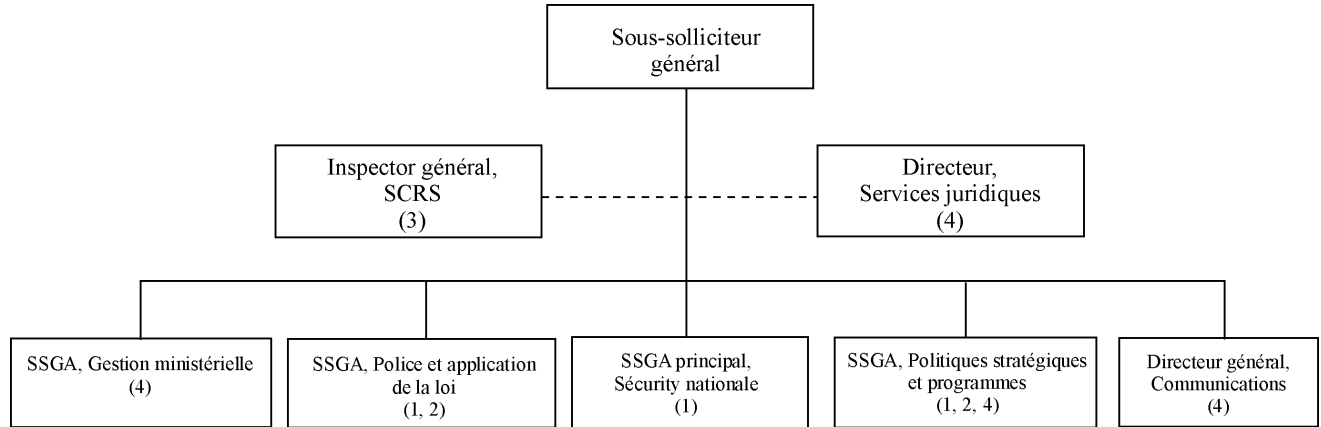 Sous-solliciteur
général
Inspector général,
SCRS
(3)
Directeur,
Services juridiques
(4)
SSGA, Gestion ministérielle
(4)
SSGA, Police et application
de la loi
(1, 2)
SSGA principal,
Sécurity nationale
(1)
SSGA, Politiques stratégiques
et programmes
(1, 2, 4)
Directeur général,
Communications
(4)